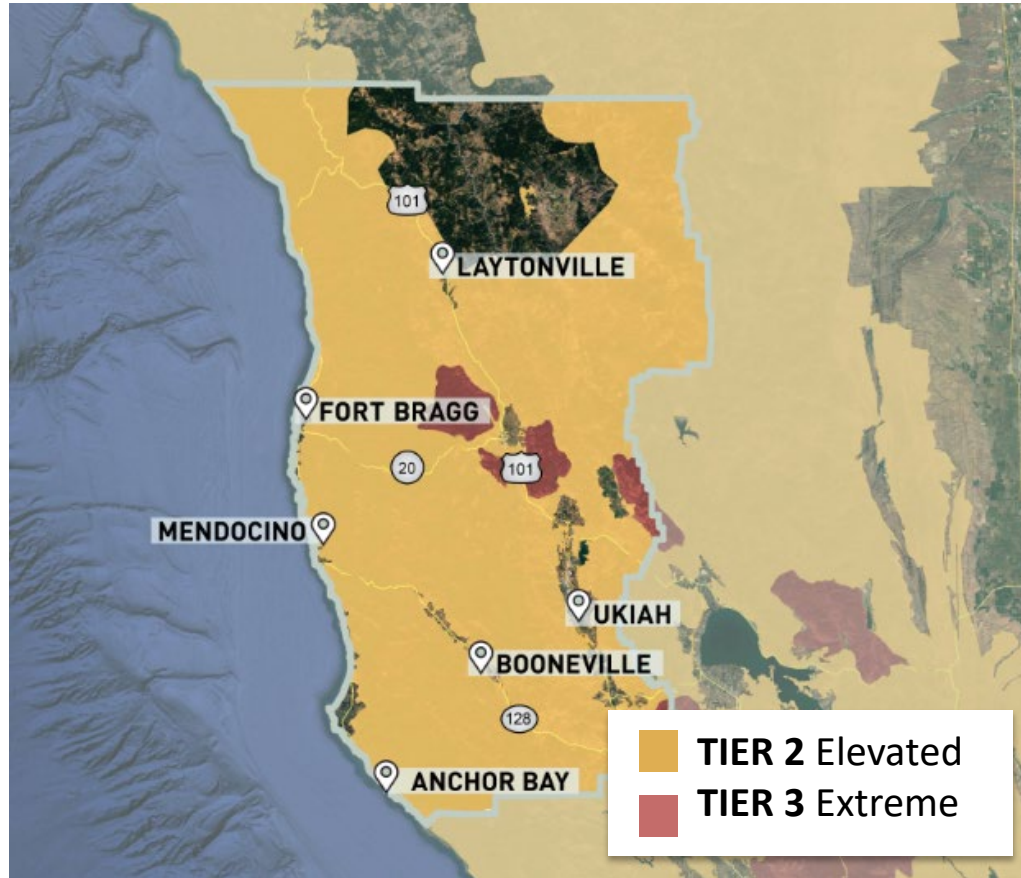 101
LAYTONVILLE
FORT BRAGG
20
101
MENDOCINO
UKIAH
BOONEVILLE
128
ANCHOR BAY
TIER 2 Elevated
TIER 3 Extreme